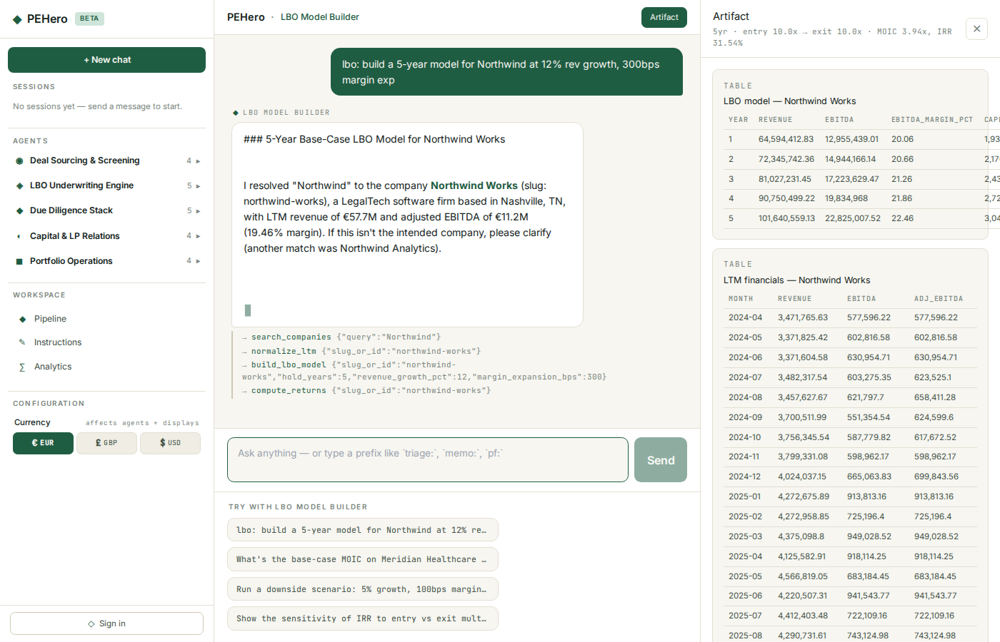 ◆ PEHero BETA
+ New chat
SESSIONS
No sessions yet — send a message to start.
AGENTS
◉ Deal Sourcing & Screening 4 ▸
◈ LBO Underwriting Engine 5 ▸
◆ Due Diligence Stack 5 ▸
◖ Capital & LP Relations 4 ▸
◼ Portfolio Operations 4 ▸
WORKSPACE
◆ Pipeline
✎ Instructions
∑ Analytics
CONFIGURATION
Currency affects agents + displays
€ EUR £ GBP $ USD
◇ Sign in
PEHero · LBO Model Builder Artifact
lbo: build a 5-year model for Northwind at 12% rev growth, 300bps
margin exp
◆ LBO MODEL BUILDER
### 5-Year Base-Case LBO Model for Northwind Works
I resolved "Northwind" to the company Northwind Works (slug:
northwind-works), a LegalTech software firm based in Nashville, TN,
with LTM revenue of €57.7M and adjusted EBITDA of €11.2M
(19.46% margin). If this isn't the intended company, please clarify
(another match was Northwind Analytics).
→ search_companies {"query":"Northwind"}
→ normalize_ltm {"slug_or_id":"northwind-works"}
→ build_lbo_model {"slug_or_id":"northwind-
works","hold_years":5,"revenue_growth_pct":12,"margin_expansion_bps":300}
→ compute_returns {"slug_or_id":"northwind-works"}
Ask anything — or type a prefix like `triage:`, `memo:`, `pf:`
Send
TRY WITH LBO MODEL BUILDER
lbo: build a 5-year model for Northwind at 12% re…
What's the base-case MOIC on Meridian Healthcare …
Run a downside scenario: 5% growth, 100bps margin…
Show the sensitivity of IRR to entry vs exit mult…
Artifact
5yr · entry 10.0x → exit 10.0x · MOIC 3.94x, IRR
31.54%
✕
TABLE
LBO model — Northwind Works
YEAR REVENUE EBITDA EBITDA_MARGIN_PCT CAP
1 64,594,412.83 12,955,439.01 20.06 1,93
2 72,345,742.36 14,944,166.14 20.66 2,17
3 81,027,231.45 17,223,629.47 21.26 2,43
4 90,750,499.22 19,834,968 21.86 2,72
5 101,640,559.13 22,825,007.52 22.46 3,04
TABLE
LTM financials — Northwind Works
MONTH REVENUE EBITDA ADJ_EBITDA
2024-04 3,471,765.63 577,596.22 577,596.22
2024-05 3,371,825.42 602,816.58 602,816.58
2024-06 3,371,604.58 630,954.71 630,954.71
2024-07 3,482,317.54 603,275.35 623,525.1
2024-08 3,457,627.67 621,797.7 658,411.28
2024-09 3,700,511.99 551,354.54 624,599.6
2024-10 3,756,345.54 587,779.82 617,672.52
2024-11 3,799,331.08 598,962.17 598,962.17
2024-12 4,024,037.15 665,063.83 699,843.56
2025-01 4,272,675.89 913,813.16 913,813.16
2025-02 4,272,958.85 725,196.4 725,196.4
2025-03 4,375,098.8 949,028.52 949,028.52
2025-04 4,125,582.91 918,114.25 918,114.25
2025-05 4,566,819.05 683,184.45 683,184.45
2025-06 4,220,507.31 941,543.77 941,543.77
2025-07 4,412,403.48 722,109.16 722,109.16
2025-08 4,290,731.61 743,124.98 743,124.98